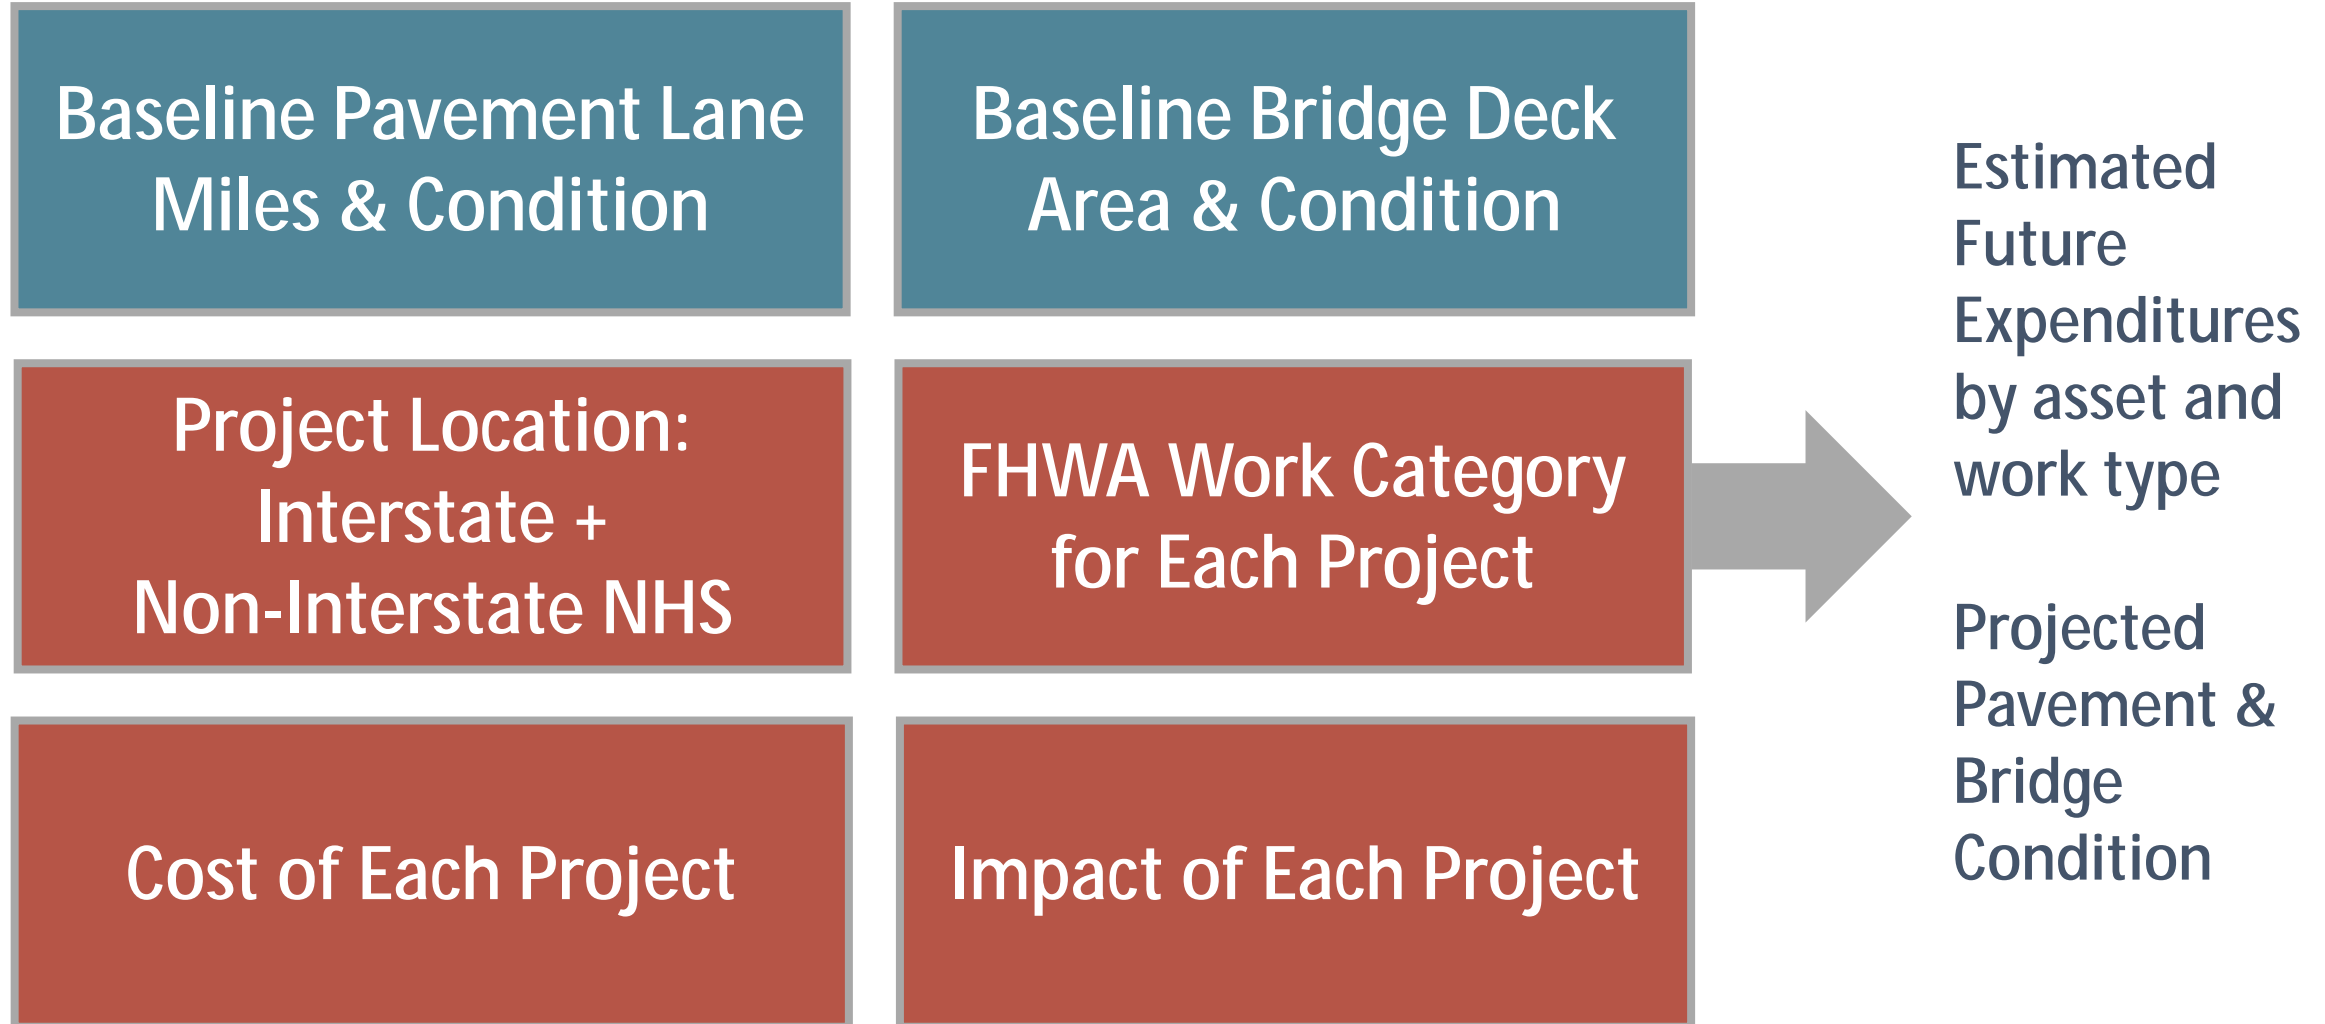 Baseline Pavement Lane
Miles & Condition
Baseline Bridge Deck
Area & Condition
Project Location:
Interstate +
Non-Interstate NHS
FHWA Work Category
for Each Project
Cost of Each Project
Impact of Each Project
Estimated
Future
Expenditures
by asset and
work type
Projected
Pavement &
Bridge
Condition